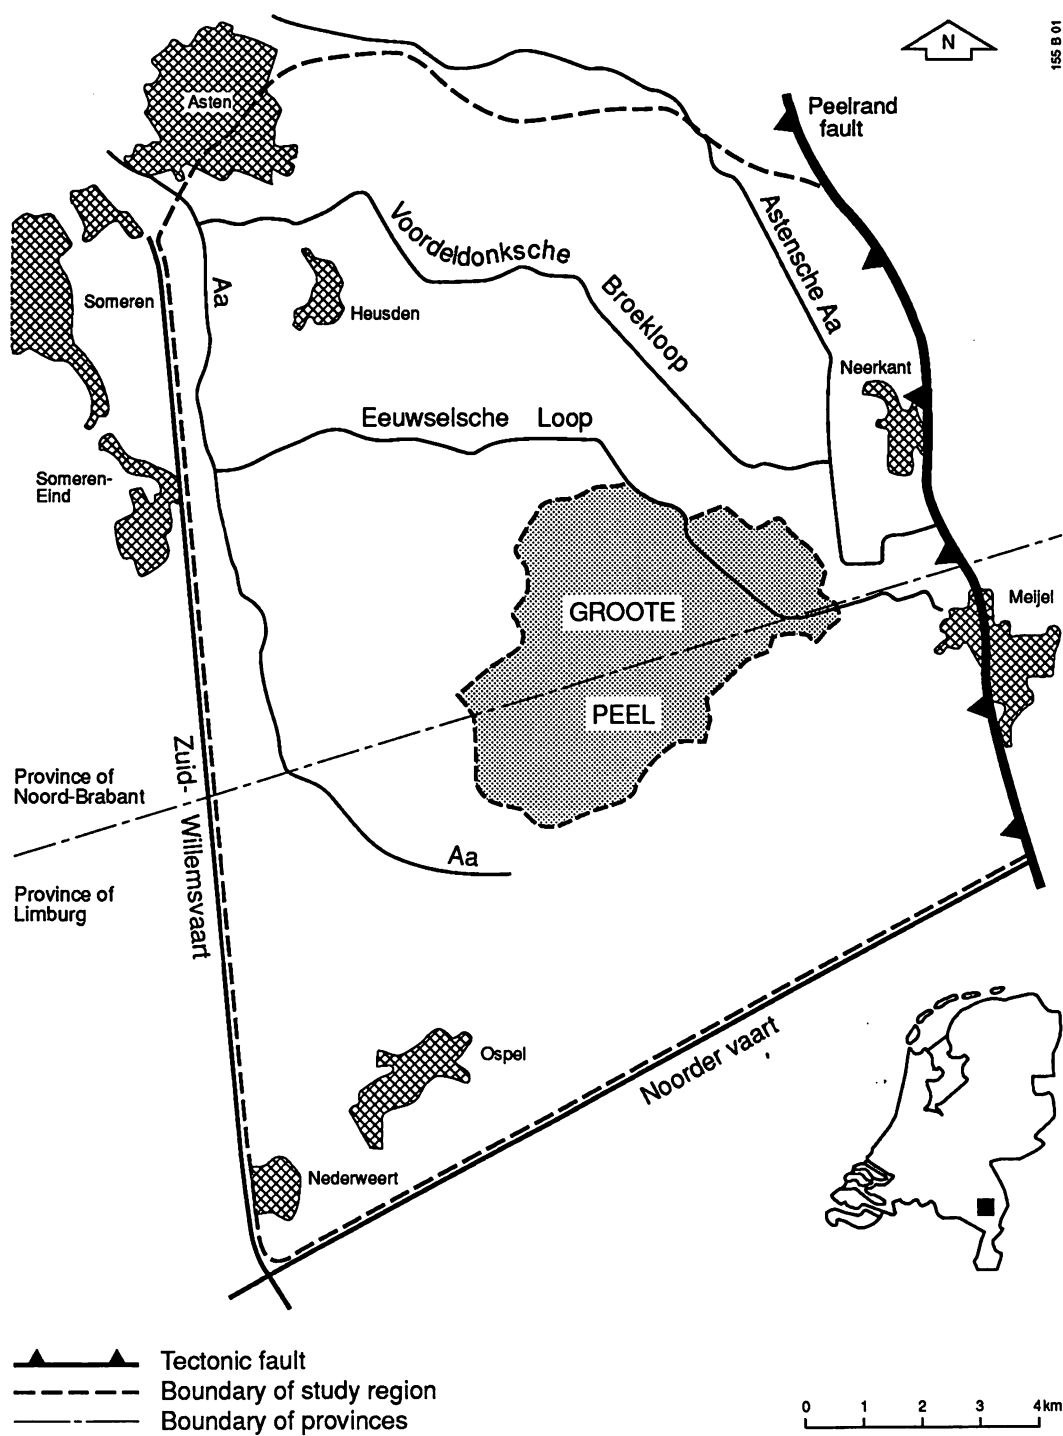 N
155 B 01
Asten
Peelrand
fault
Voordeldonksche
Broekloop
Astensche Aa
Aa
Someren
Heusden
Neerkant
Eeuwselsche Loop
Someren-
Eind
GROOTE
PEEL
Meijel
Zuid- Willemsvaart
Province of
Noord-Brabant
Province of
Limburg
Aa
Noorder vaart
Ospel
Nederweert
Tectonic fault
Boundary of study region
Boundary of provinces
0 1 2 3 4 km